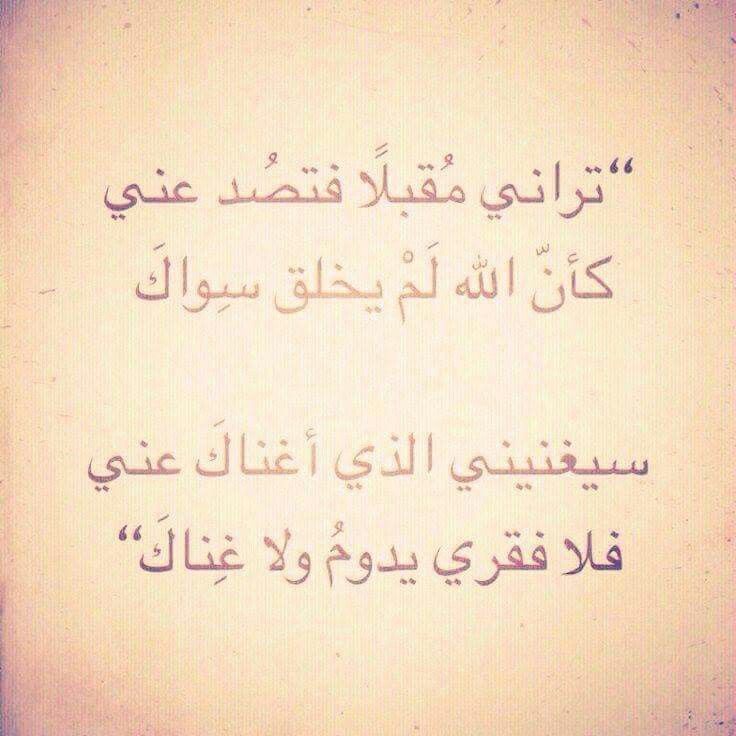 “تراني مُقبلًا فتصُد عني
كأنّ الله لَمْ يخلق سِواكَ
سيغنيني الذي أغناكَ عني
فلا فقري يدومُ ولا غِناكَ“